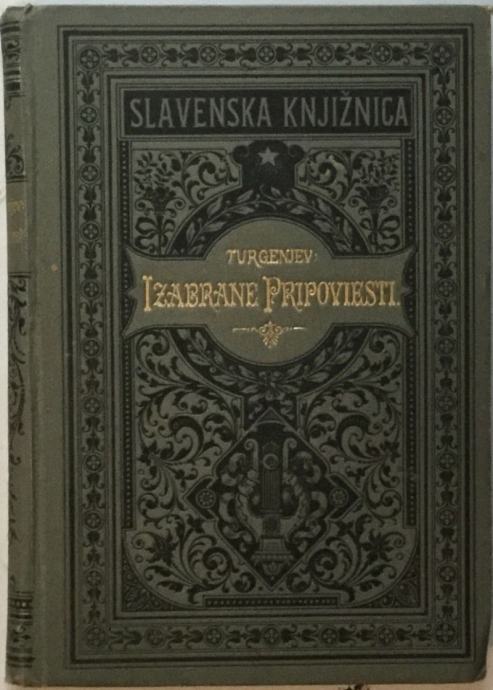 SLAVENSKA KNJIŽNICA
TURGENJEV:
IZABRANE PRIPOVIESTI.